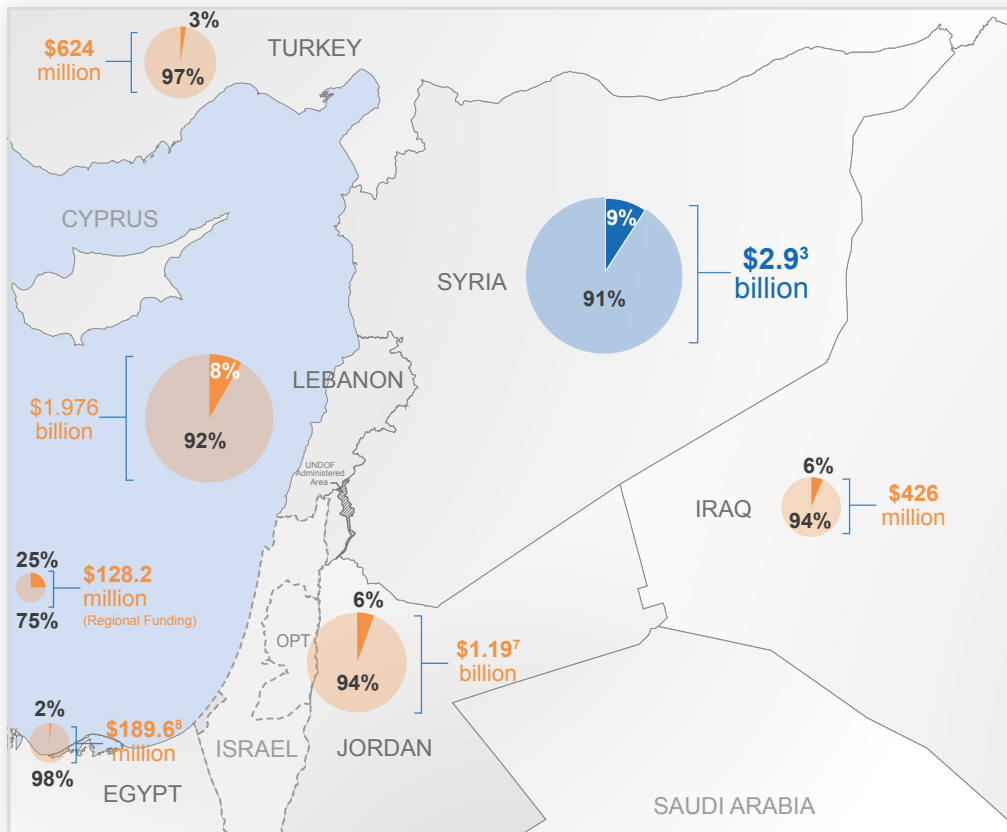 3%
$624
million
TURKEY
97%
CYPRUS
9%
SYRIA
$2.9³
billion
91%
LEBANON
8%
$1.976
billion
92%
UNDOF
Administered
Area
6%
IRAQ
$426
million
94%
25%
$128.2
million
(Regional Funding)
75%
6%
OPT
$1.19⁷
billion
94%
2%
$189.6⁸
million
ISRAEL
JORDAN
98%
EGYPT
SAUDI ARABIA